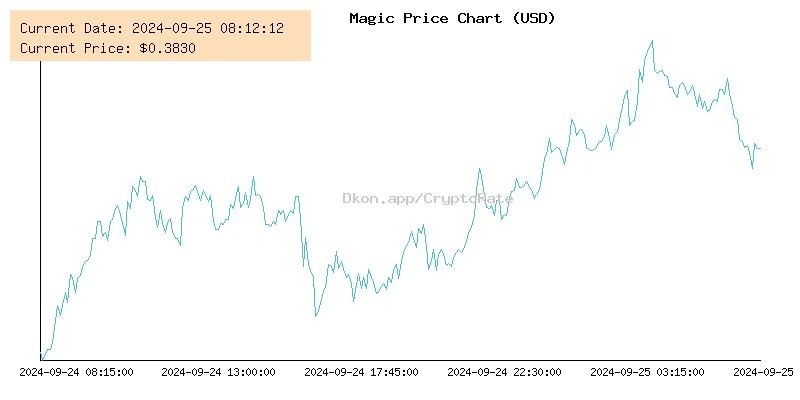 Magic Price Chart (USD)
Current Date: 2024-09-25 08:12:12
Current Price: $0.3830
Dkon.app/CryptoRate
2024-09-24 08:15:00
2024-09-24 13:00:00
2024-09-24 17:45:00
2024-09-24 22:30:00
2024-09-25 03:15:00
2024-09-25